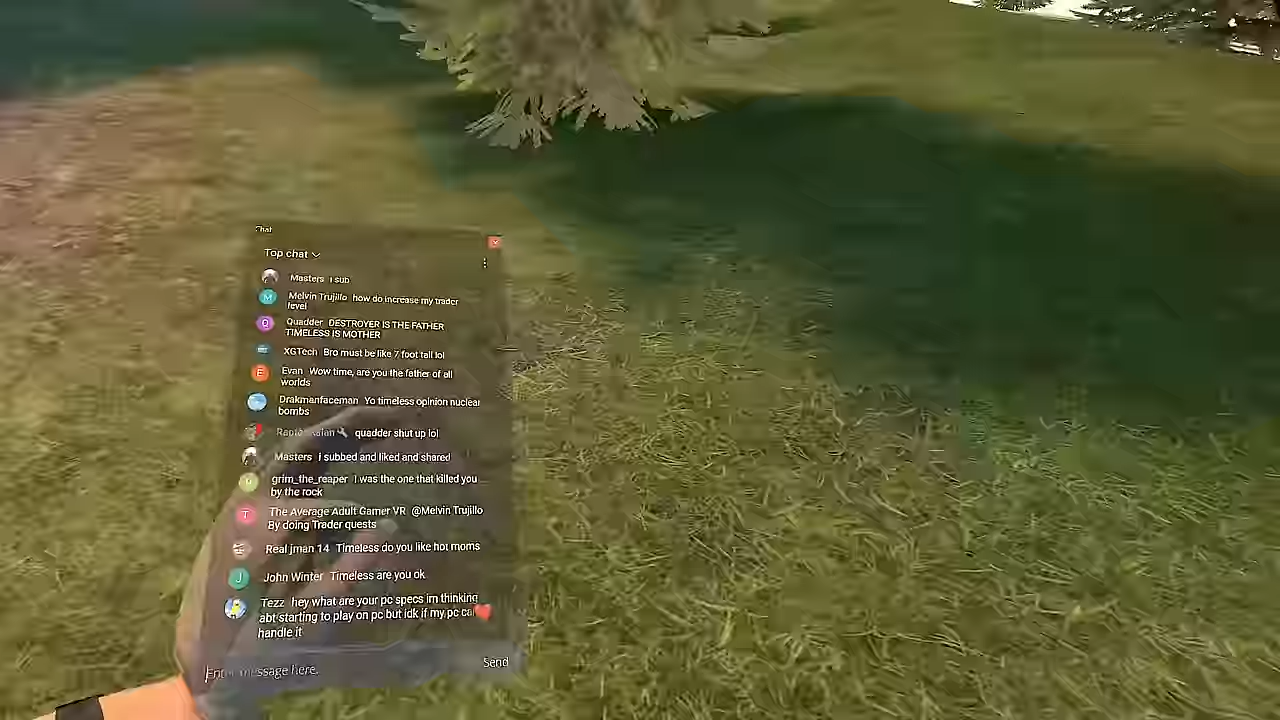 Chat
Top chat
Masters I sub
M Melvin Trujillo how do increase my trader
level
Q Quadder DESTROYER IS THE FATHER
TIMELESS IS MOTHER
XGTech Bro must be like 7 foot tall lol
E Evan Wow time, are you the father of all
worlds
Drakmanfaceman Yo timeless opinion nuclear
bombs
quadder shut up lol
Masters I subbed and liked and shared
grim_the_reaper I was the one that killed you
by the rock
T The Average Adult Gamer VR @Melvin Trujillo
By doing Trader quests
Real jman 14 Timeless do you like hot moms
J John Winter Timeless are you ok
Tezz hey what are your pc specs im thinking
abt starting to play on pc but idk if my pc can
handle it
Enter message here.
Send